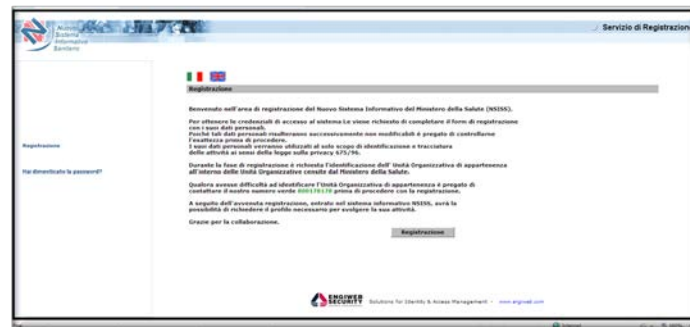 Nuovo
Sistema
Informativo
Sanitario
Servizio di Registrazione
Registrazione
Benvenuto nell'area di registrazione del Nuovo Sistema Informativo del Ministero della Salute (NSISS).
Per ottenere le credenziali di accesso al sistema Le viene richiesto di completare il form di registrazione
con i suoi dati personali.
Poichè tali dati personali risulteranno successivamente non modificabili è pregato di controllarne
l'esattezza prima di procedere.
I suoi dati personali verranno utilizzati al solo scopo di identificazione e tracciatura
delle attività ai sensi della legge sulla privacy 675/96.
Registrazione
Durante la fase di registrazione è richiesta l'identificazione dell' Unità Organizzativa di appartenenza
all'interno delle Unità Organizzative censite dal Ministero della Salute.
Hai dimenticato la password?
Qualora avesse difficoltà ad identificare l'Unità Organizzativa di appartenenza è pregato di
contattare il nostro numero verde 800178178 prima di procedere con la registrazione.
A seguito dell'avvenuta registrazione, entrato nel sistema informativo NSISS, avrà la
possibilità di richiedere il profilo necessario per svolgere la sua attività.
Grazie per la collaborazione.
Registrazione
ENGIWEB
SECURITY
Solutions for Identity & Access Management - www.engiweb.com
Internet